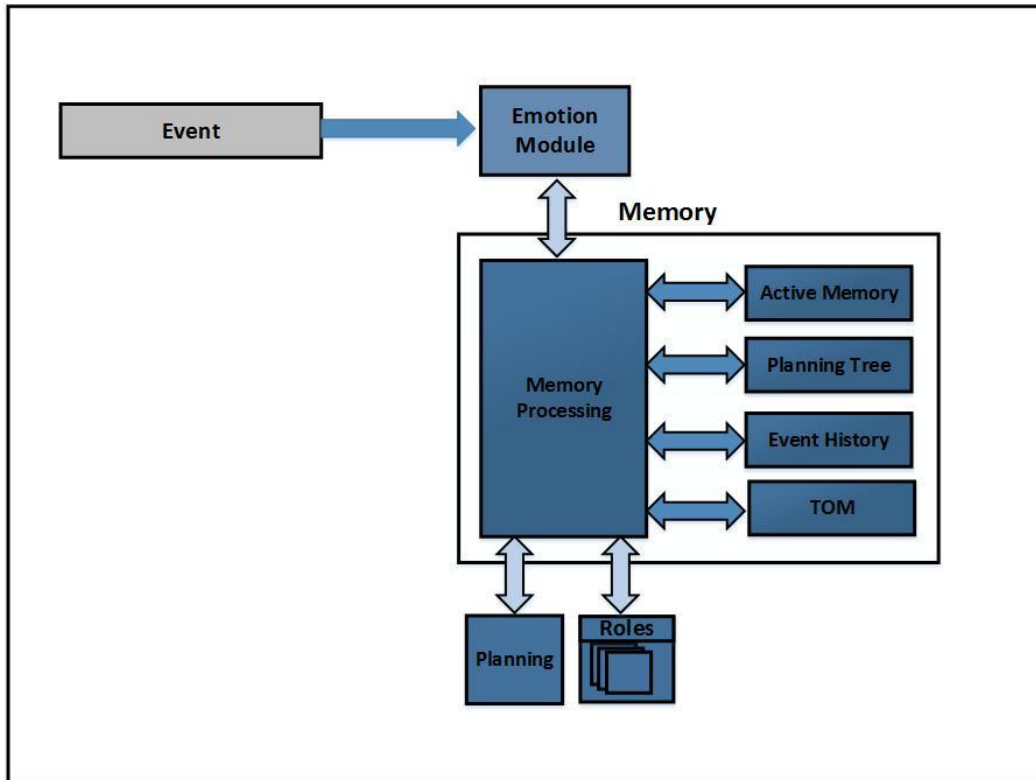 Event
Emotion
Module
Memory
Memory
Processing
Active Memory
Planning Tree
Event History
TOM
Planning
Roles